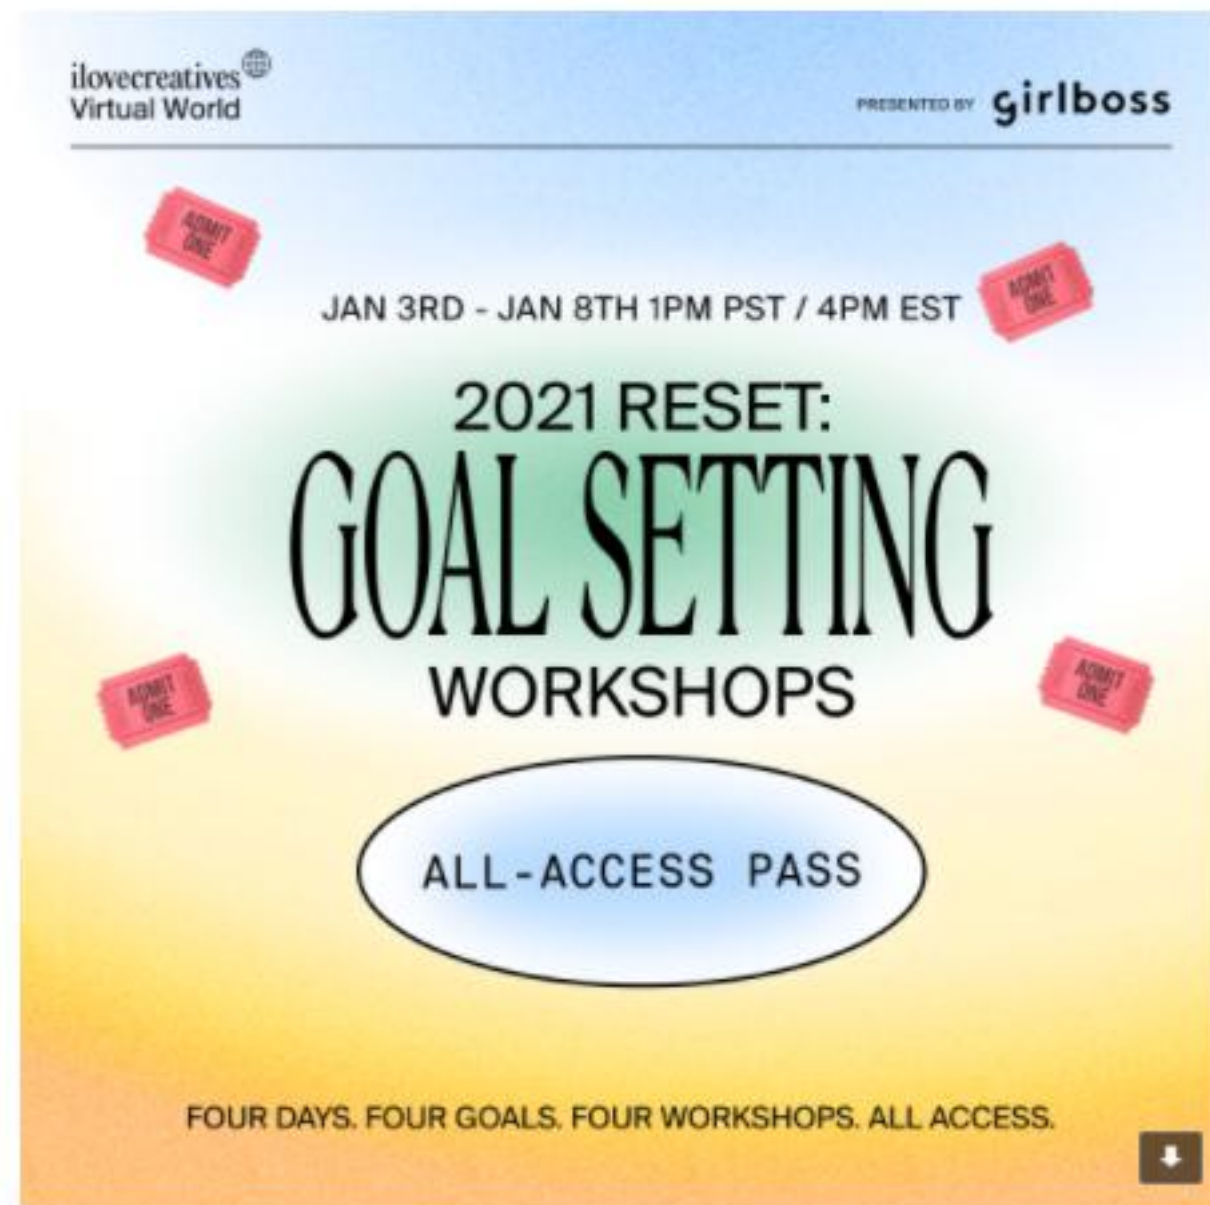 ilovecreatives
Virtual World
PRESENTED BY girlboss
ADMIT
ONE
ADMIT
ONE
JAN 3RD - JAN 8TH 1PM PST / 4PM EST
2021 RESET:
GOAL SETTING
WORKSHOPS
ADMIT
ONE
ADMIT
ONE
ALL-ACCESS PASS
FOUR DAYS. FOUR GOALS. FOUR WORKSHOPS. ALL ACCESS.